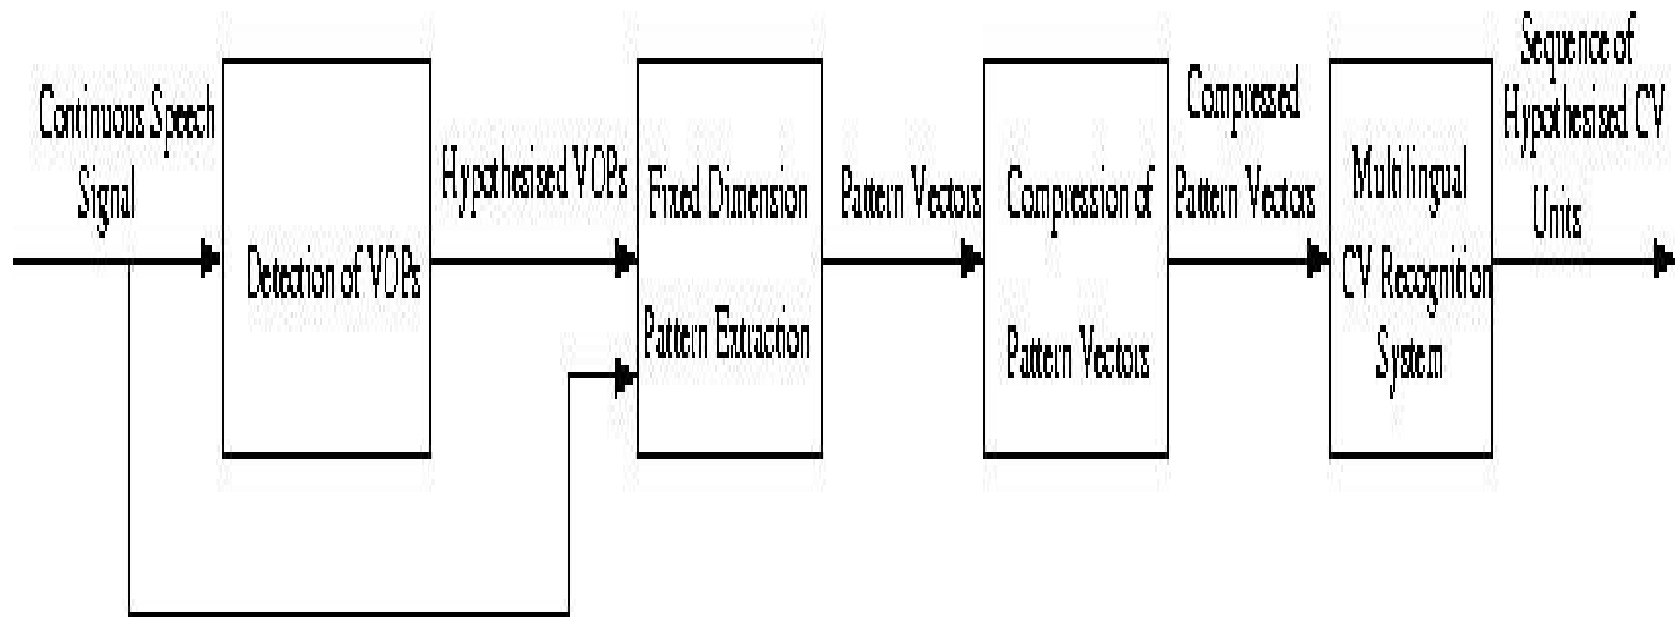 Continuous Speech
Signal
Detection of VOPs
Hypothesised VOPs
Fixed Dimension
Pattern Extraction
Pattern Vectors
Compression of
Pattern Vectors
Compressed
Pattern Vectors
Multilingual
CV Recognition
System
Sequence of
Hypothesised CV
Units